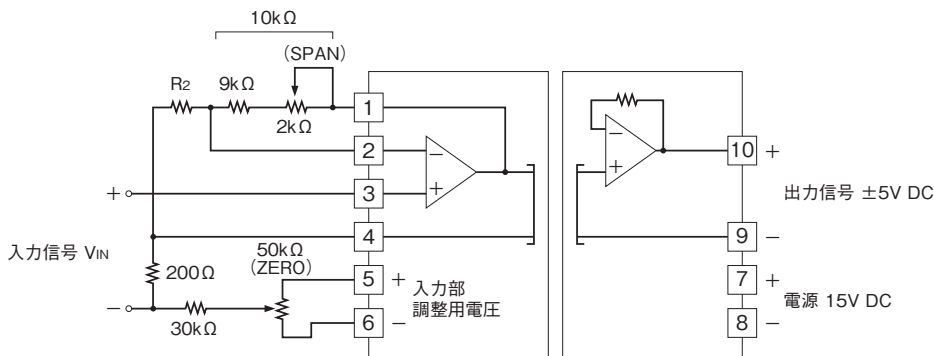 10kΩ
(SPAN)
R2
9kΩ
2kΩ
1
2
3
4
5
6
−
+
+
入力信号 VIN
−
200Ω
30kΩ
50kΩ
(ZERO)
+
−
入力部
調整用電圧
−
+
10
9
7
8
+
−
+
−
出力信号 ±5V DC
電源 15V DC